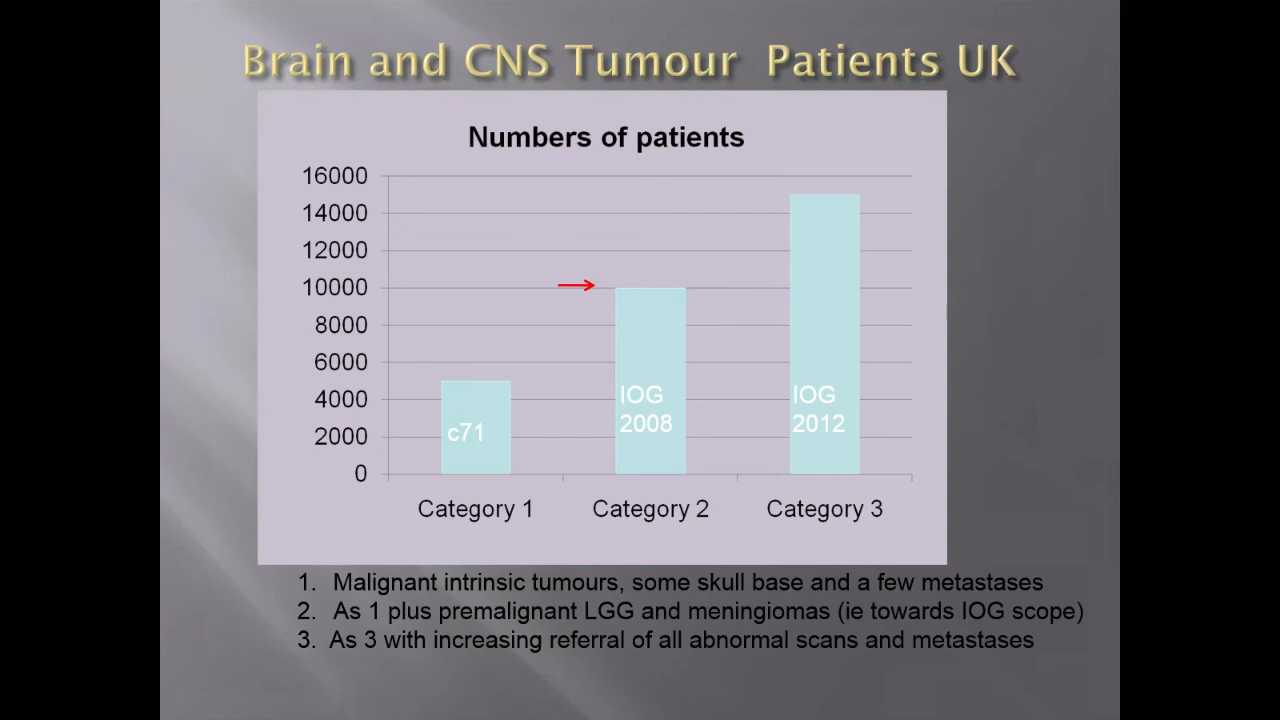 Brain and CNS Tumour Patients UK
Numbers of patients
16000
14000
12000
10000
8000
6000
4000
2000
0
c71
IOG
2008
IOG
2012
Category 1
Category 2
Category 3
1. Malignant intrinsic tumours, some skull base and a few metastases
2. As 1 plus premalignant LGG and meningiomas (ie towards IOG scope)
3. As 3 with increasing referral of all abnormal scans and metastases